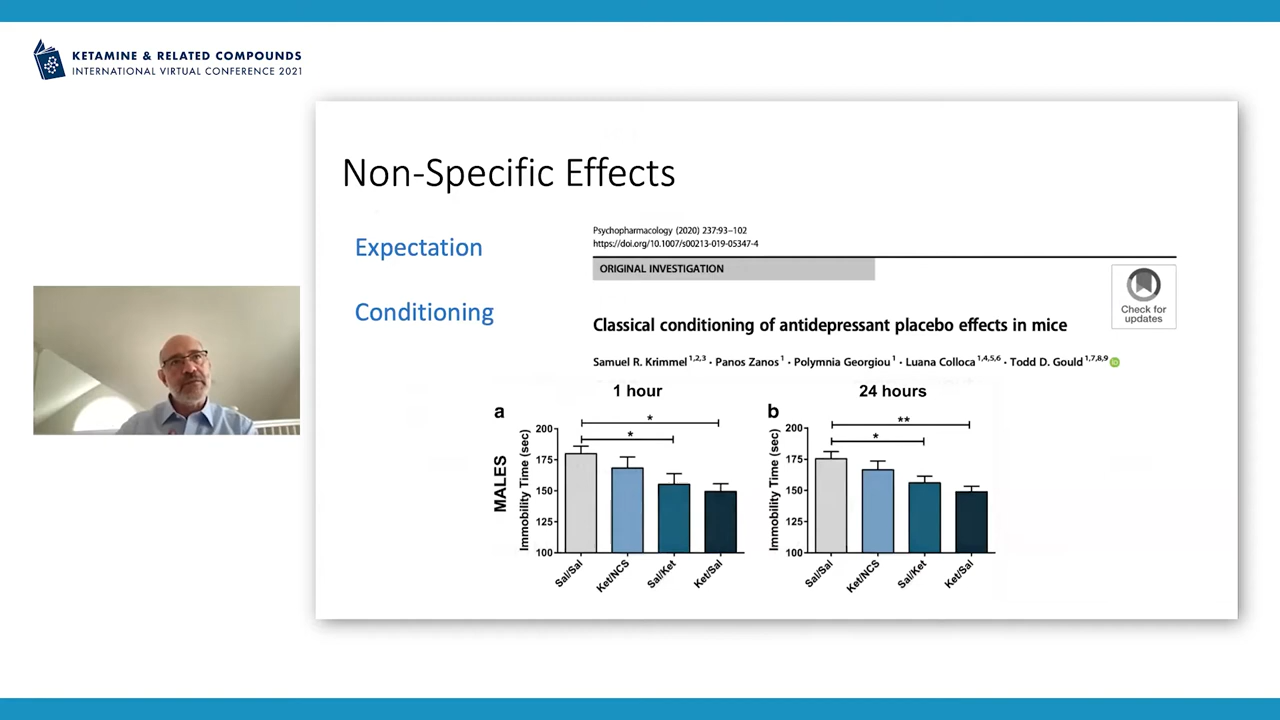 KETAMINE & RELATED COMPOUNDS
INTERNATIONAL VIRTUAL CONFERENCE 2021
Non-Specific Effects
Expectation
Conditioning
Psychopharmacology (2020) 237:93–102
https://doi.org/10.1007/s00213-019-05347-4
ORIGINAL INVESTIGATION
Check for
updates
Classical conditioning of antidepressant placebo effects in mice
Samuel R. Krimmel 1,2,3 · Panos Zanos 1 · Polymnia Georgiou 1 · Luana Colloca 1,4,5,6 · Todd D. Gould 1,7,8,9
1 hour
24 hours
a
b
MALES
Immobility Time (sec)
200
175
150
125
100
*
*
Sal/Sal
Ket/NCS
Sal/Ket
Ket/Sal
Immobility Time (sec)
200
175
150
125
100
**
*
Sal/Sal
Ket/NCS
Sal/Ket
Ket/Sal